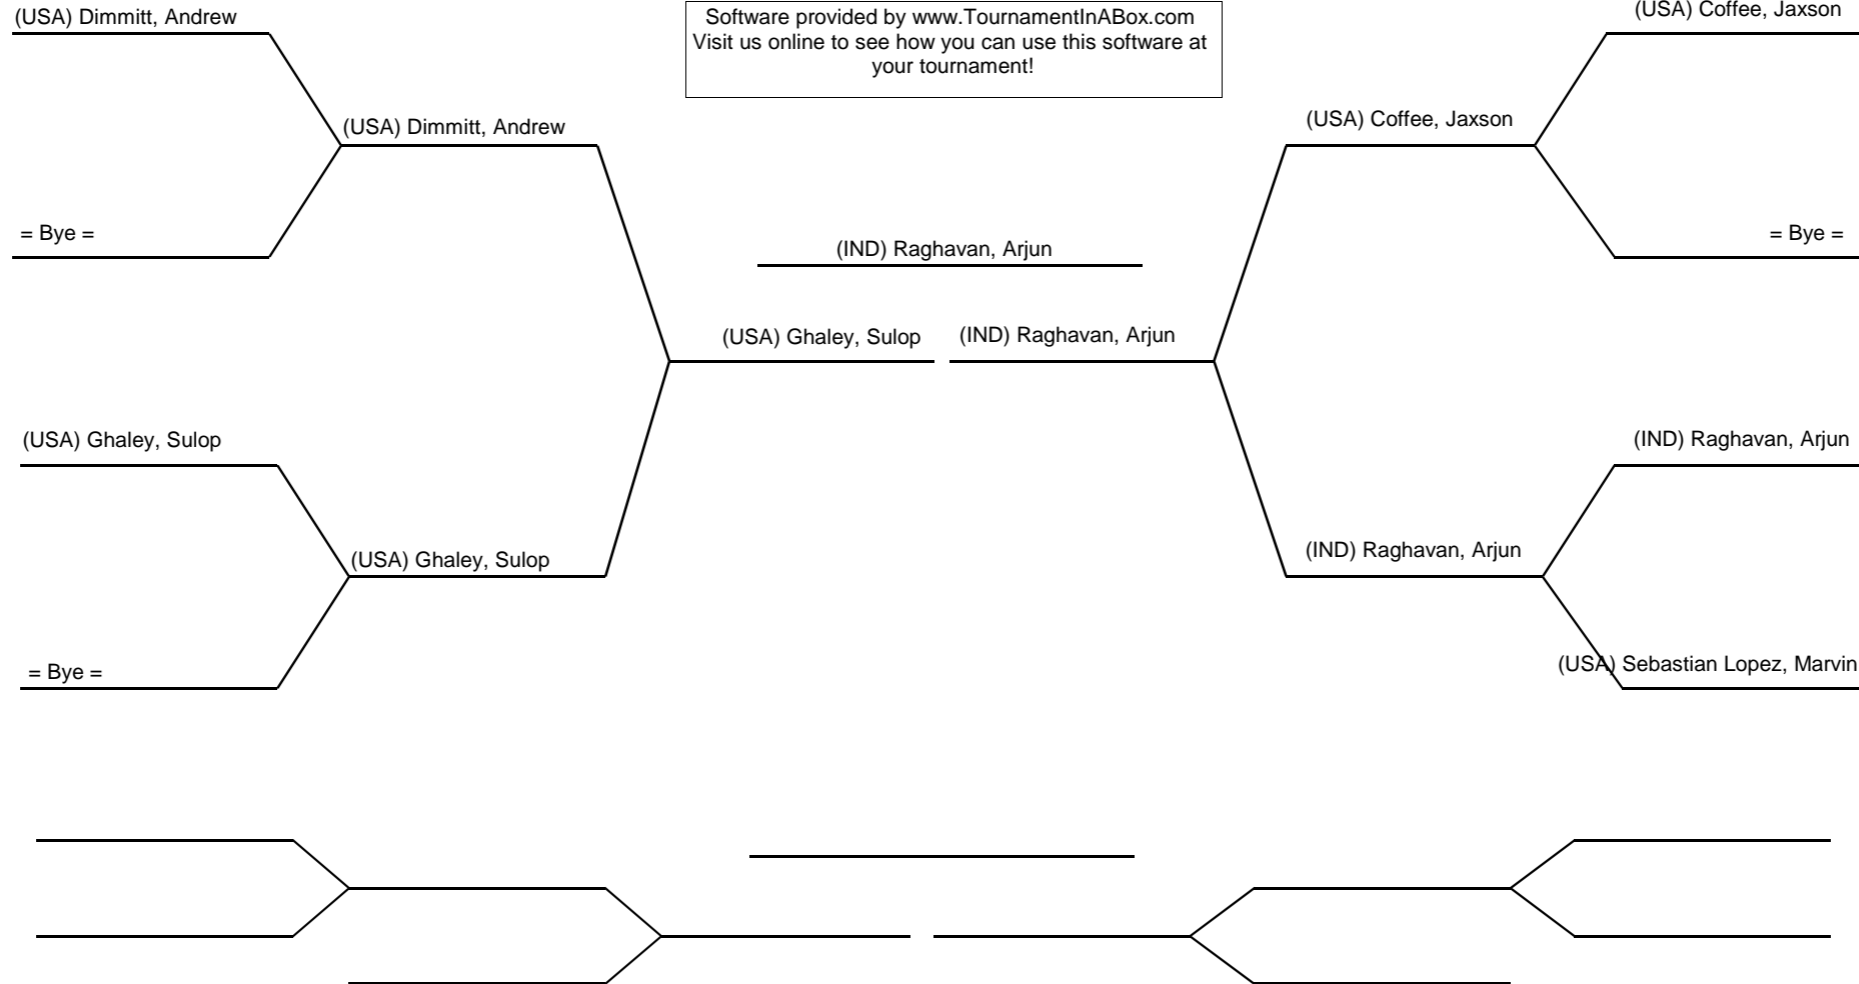 (USA) Dimmitt, Andrew
Software provided by www.TournamentInABox.com
Visit us online to see how you can use this software at
your tournament!
(USA) Coffee, Jaxson
(USA) Dimmitt, Andrew
(USA) Coffee, Jaxson
= Bye =
= Bye =
(IND) Raghavan, Arjun
(USA) Ghaley, Sulop
(IND) Raghavan, Arjun
(USA) Ghaley, Sulop
(IND) Raghavan, Arjun
(USA) Ghaley, Sulop
(IND) Raghavan, Arjun
= Bye =
(USA) Sebastian Lopez, Marvin